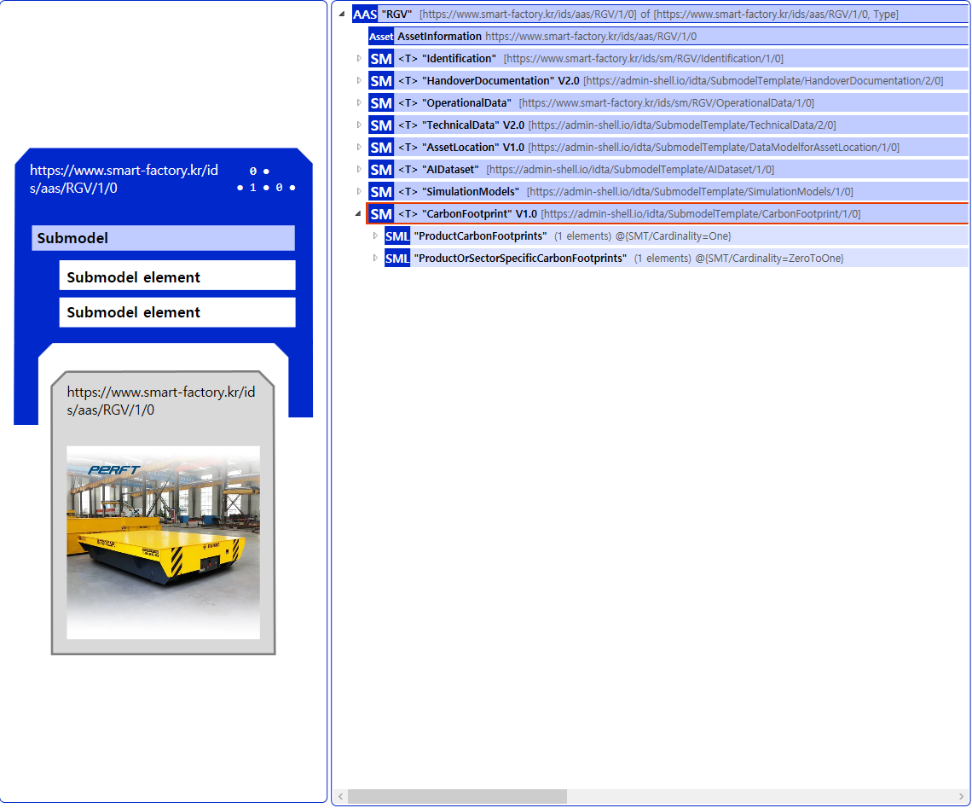 https://www.smart-factory.kr/id
s/aas/RGV/1/0
0 ●
● 1 ● 0 ●
Submodel
Submodel element
Submodel element
https://www.smart-factory.kr/id
s/aas/RGV/1/0
PERFT
AAS "RGV" [https://www.smart-factory.kr/ids/aas/RGV/1/0] of [https://www.smart-factory.kr/ids/aas/RGV/1/0, Type]
Asset AssetInformation https://www.smart-factory.kr/ids/aas/RGV/1/0
SM <T> "Identification" [https://www.smart-factory.kr/ids/sm/RGV/Identification/1/0]
SM <T> "HandoverDocumentation" V2.0 [https://admin-shell.io/idta/SubmodelTemplate/HandoverDocumentation/2/0]
SM <T> "OperationalData" [https://www.smart-factory.kr/ids/sm/RGV/OperationalData/1/0]
SM <T> "TechnicalData" V2.0 [https://admin-shell.io/idta/SubmodelTemplate/TechnicalData/2/0]
SM <T> "AssetLocation" V1.0 [https://admin-shell.io/idta/SubmodelTemplate/DataModelforAssetLocation/1/0]
SM <T> "AIDataset" [https://admin-shell.io/idta/SubmodelTemplate/AIDataset/1/0]
SM <T> "SimulationModels" [https://admin-shell.io/idta/SubmodelTemplate/SimulationModels/1/0]
SM <T> "CarbonFootprint" V1.0 [https://admin-shell.io/idta/SubmodelTemplate/CarbonFootprint/1/0]
SML "ProductCarbonFootprints" (1 elements) @{SMT/Cardinality=One}
SML "ProductOrSectorSpecificCarbonFootprints" (1 elements) @{SMT/Cardinality=ZeroToOne}